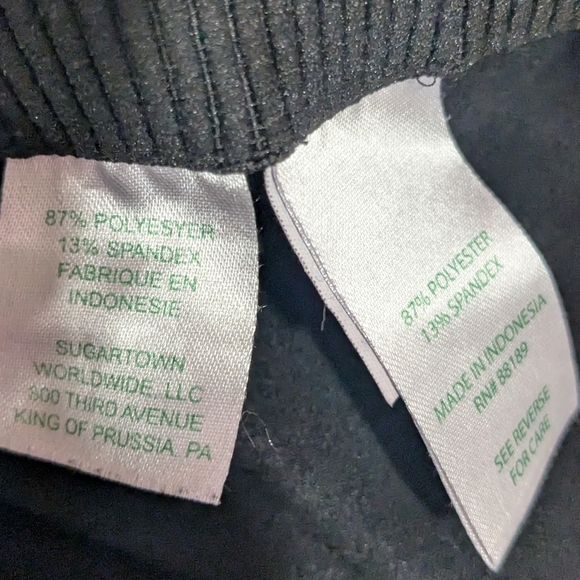 87% POLYESYER
13% SPANDEX
FABRIQUE EN
INDONESIE
SUGARTOWN
WORLDWIDE, LLC
800 THIRD AVENUE
KING OF PRUSSIA, PA
87% POLYESTER
13% SPANDEX
MADE IN INDONESIA
RN# 88189
SEE REVERSE
FOR CARE